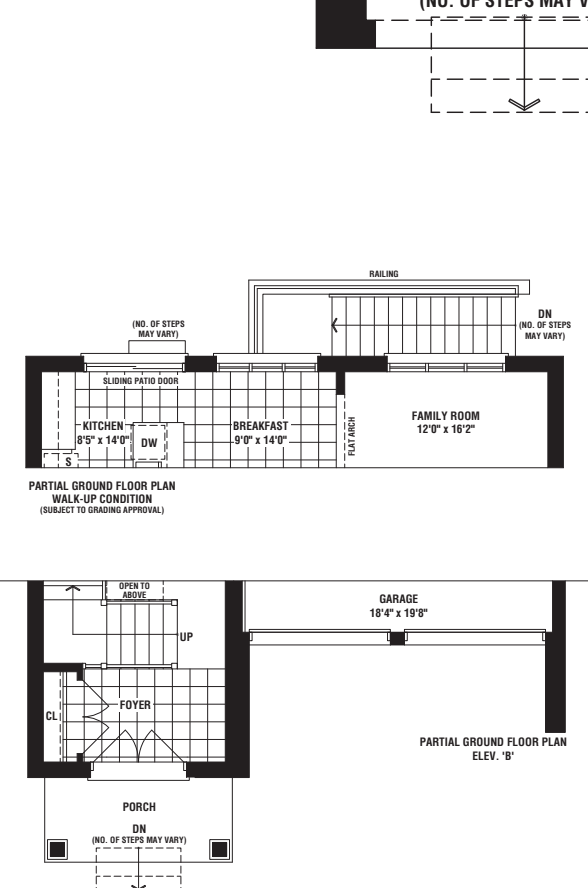 (NO. OF STEPS MAY V
RAILING
DN
(NO. OF STEPS
MAY VARY)
(NO. OF STEPS
MAY VARY)
SLIDING PATIO DOOR
KITCHEN
8'5" x 14'0"
DW
BREAKFAST
9'0" x 14'0"
FLAT ARCH
FAMILY ROOM
12'0" x 16'2"
S
PARTIAL GROUND FLOOR PLAN
WALK-UP CONDITION
(SUBJECT TO GRADING APPROVAL)
OPEN TO
ABOVE
GARAGE
18'4" x 19'8"
UP
FOYER
CL
PARTIAL GROUND FLOOR PLAN
ELEV. 'B'
PORCH
DN
(NO. OF STEPS MAY VARY)